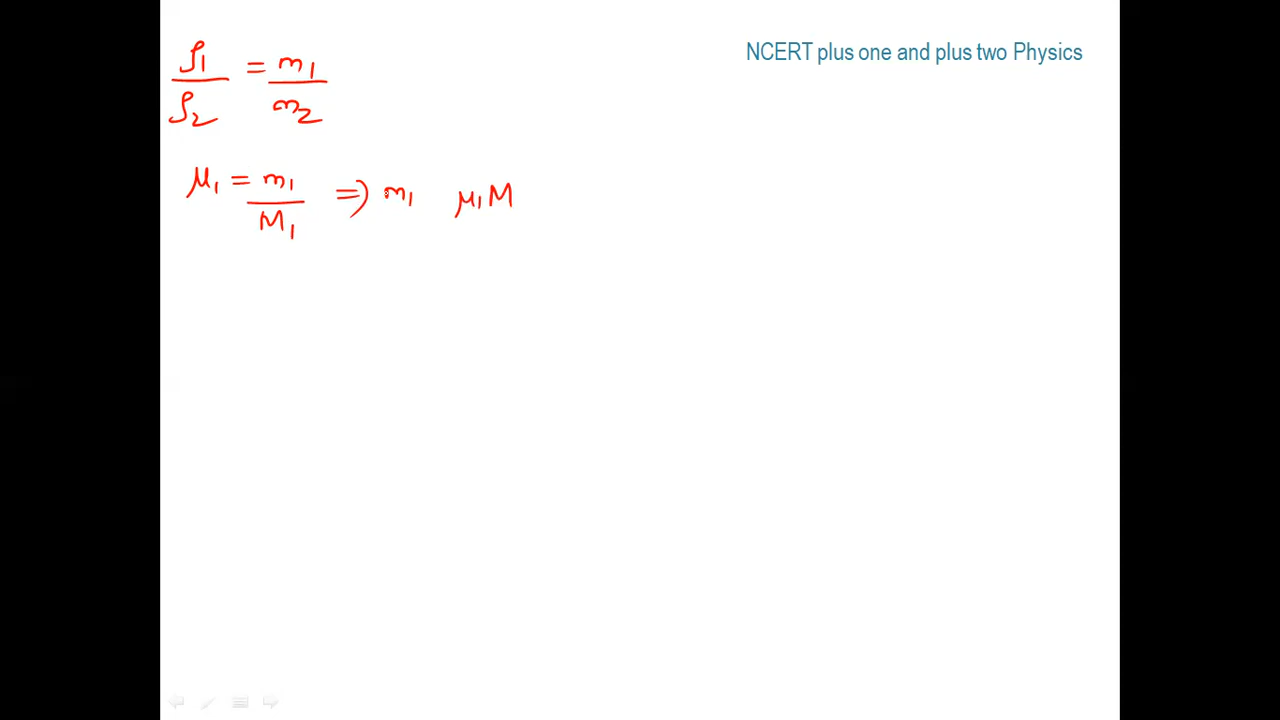 NCERT plus one and plus two Physics
ρ1/ρ2 = m1/m2
μ1 = m1/M1 ⇒ m1 μ1M